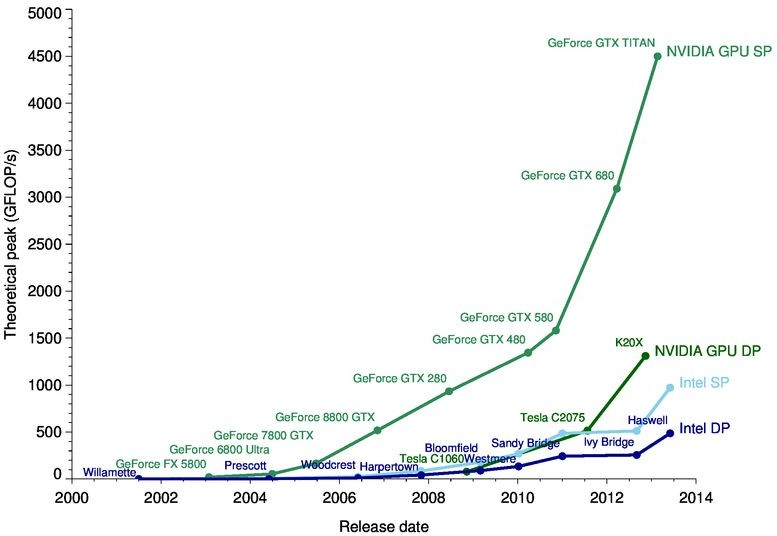 5000
4500
4000
3500
3000
2500
2000
1500
1000
500
0
Theoretical peak (GFLOP/s)
GeForce GTX TITAN
NVIDIA GPU SP
GeForce GTX 680
GeForce GTX 580
GeForce GTX 480
GeForce GTX 280
GeForce 8800 GTX
GeForce 7800 GTX
GeForce 6800 Ultra
GeForce FX 5800
K20X
NVIDIA GPU DP
Intel SP
Tesla C2075
Haswell
Intel DP
Sandy Bridge
Ivy Bridge
Bloomfield
Tesla C1060
Westmere
Willamette
Prescott
Woodcrest
Harpertown
2000
2002
2004
2006
2008
2010
2012
2014
Release date